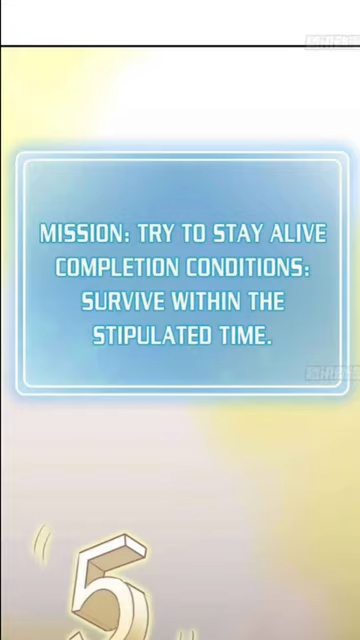 MISSION: TRY TO STAY ALIVE
COMPLETION CONDITIONS:
SURVIVE WITHIN THE
STIPULATED TIME.
5